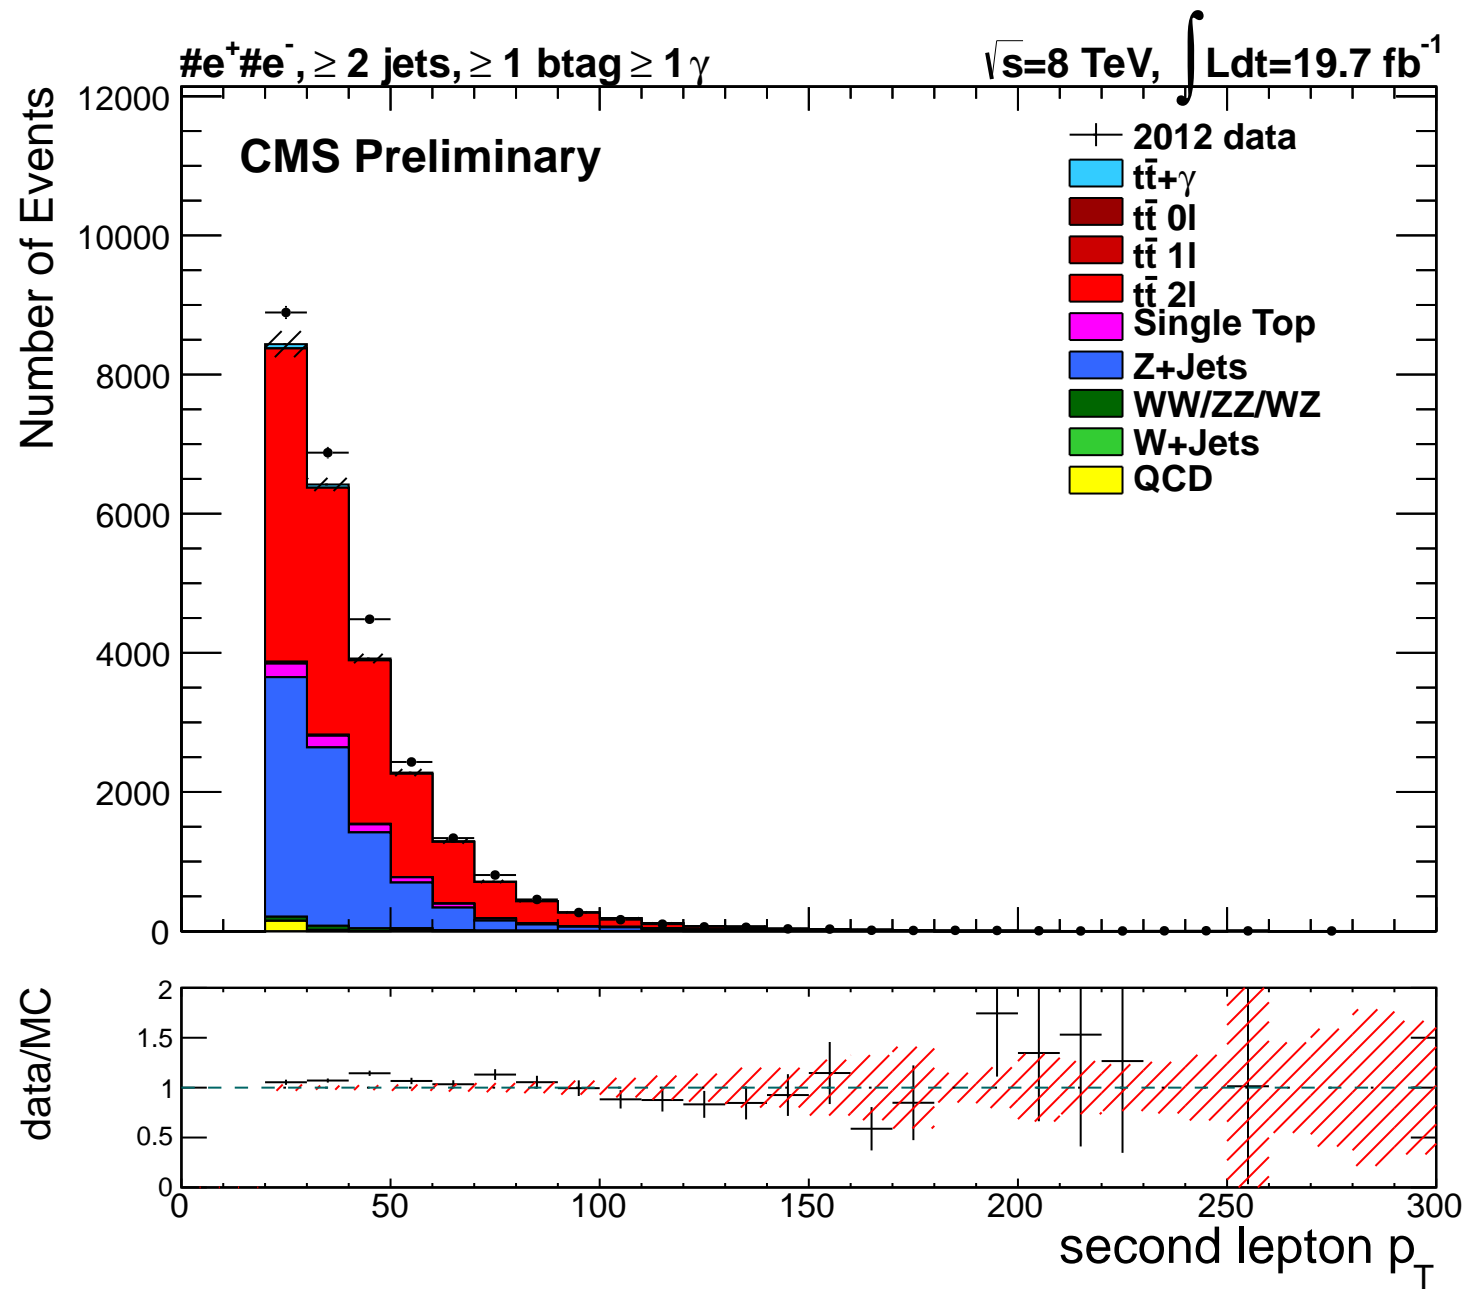 #e⁺#e⁻, ≥ 2 jets, ≥ 1 btag ≥ 1 γ
√s=8 TeV, ∫Ldt=19.7 fb⁻¹
CMS Preliminary
2012 data
tt̄+γ
tt̄ 0l
tt̄ 1l
tt̄ 2l
Single Top
Z+Jets
WW/ZZ/WZ
W+Jets
QCD
Number of Events
12000
10000
8000
6000
4000
2000
0
data/MC
2
1.5
1
0.5
0
0 50 100 150 200 250 300
second lepton p_T